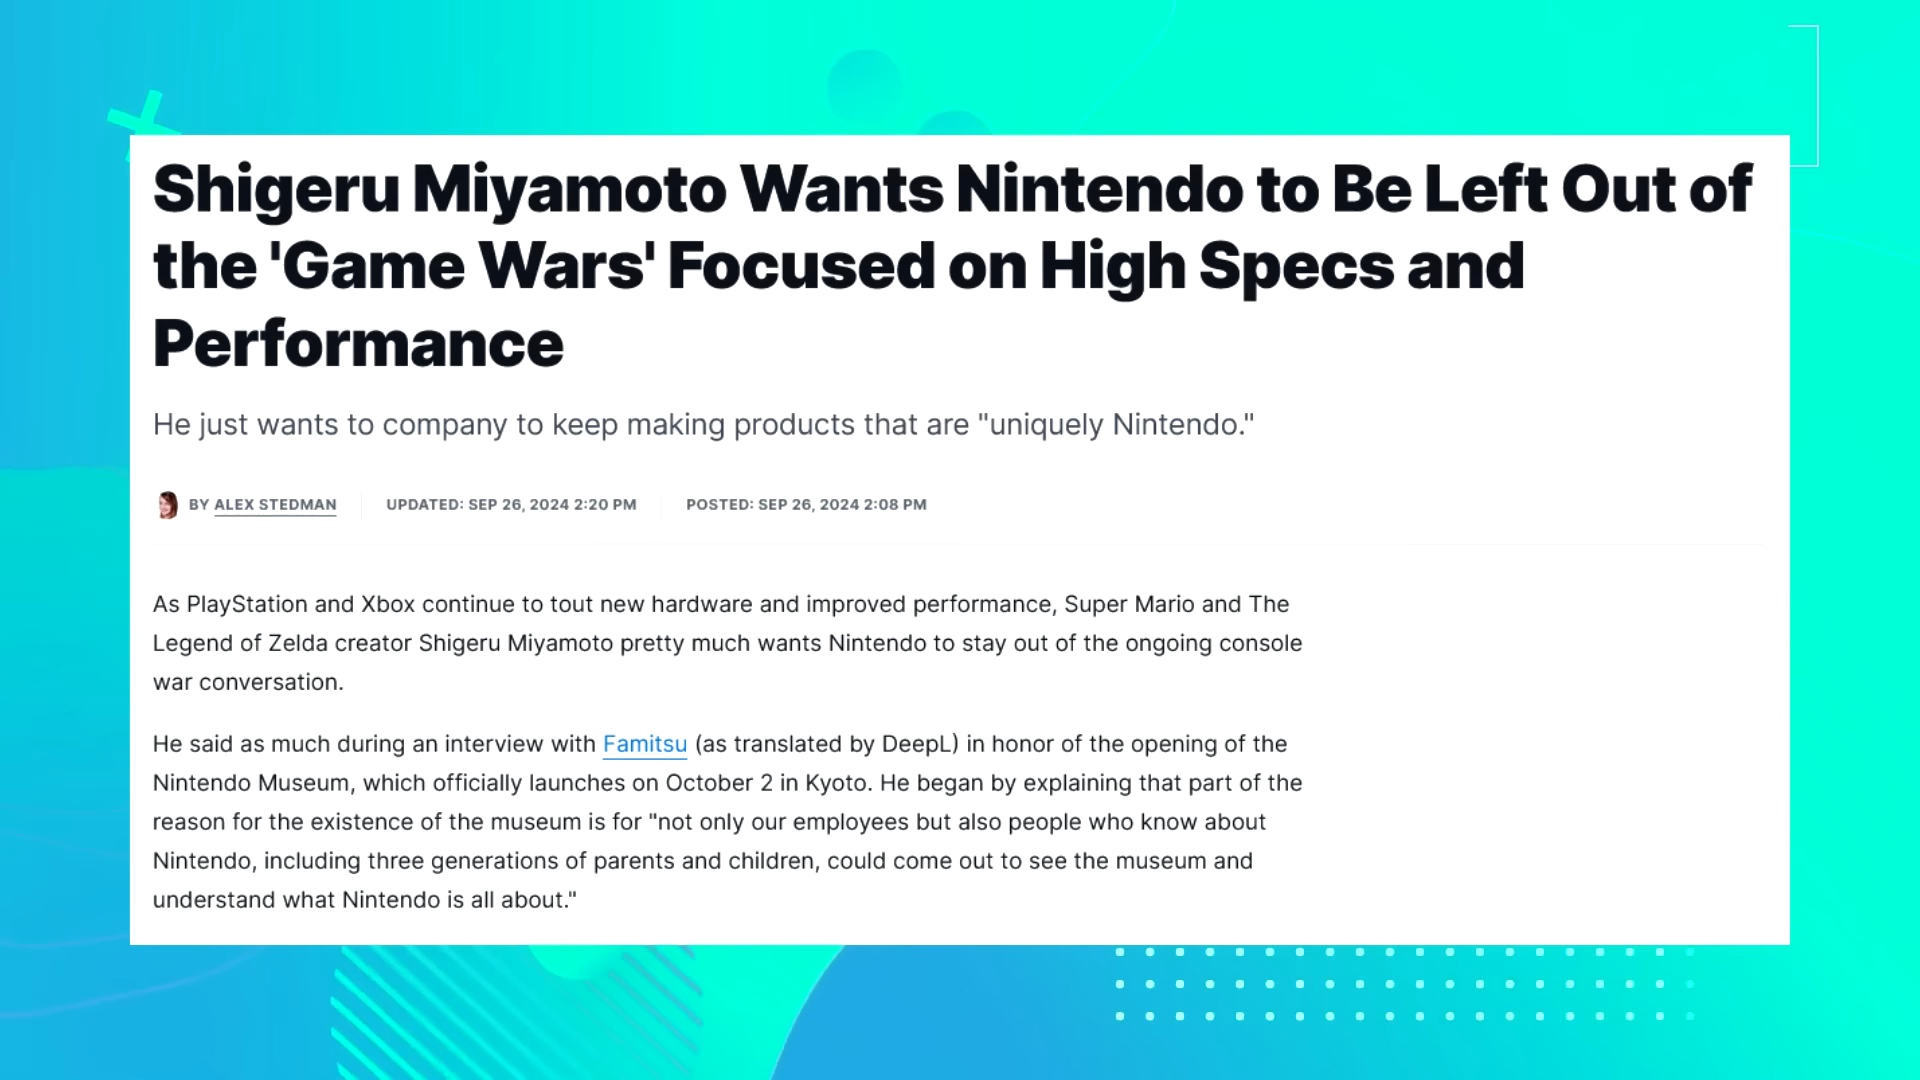 Shigeru Miyamoto Wants Nintendo to Be Left Out of
the 'Game Wars' Focused on High Specs and
Performance
He just wants to company to keep making products that are "uniquely Nintendo."
BY ALEX STEDMAN UPDATED: SEP 26, 2024 2:20 PM POSTED: SEP 26, 2024 2:08 PM
As PlayStation and Xbox continue to tout new hardware and improved performance, Super Mario and The
Legend of Zelda creator Shigeru Miyamoto pretty much wants Nintendo to stay out of the ongoing console
war conversation.
He said as much during an interview with Famitsu (as translated by DeepL) in honor of the opening of the
Nintendo Museum, which officially launches on October 2 in Kyoto. He began by explaining that part of the
reason for the existence of the museum is for "not only our employees but also people who know about
Nintendo, including three generations of parents and children, could come out to see the museum and
understand what Nintendo is all about."